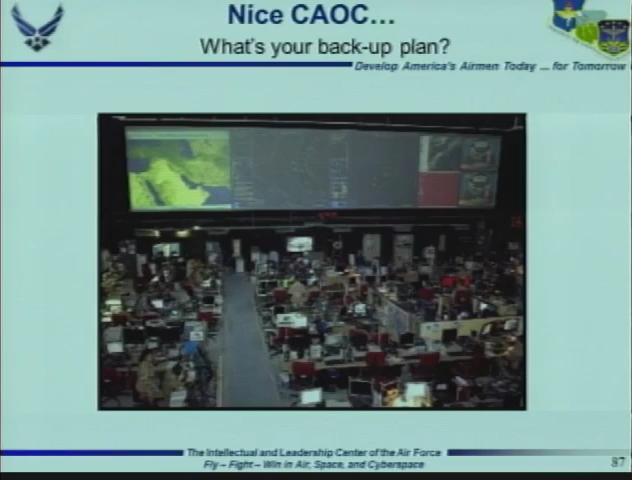 Nice CAOC…
What's your back-up plan?
Develop America's Airmen Today ... for Tomorrow
The Intellectual and Leadership Center of the Air Force
Fly – Fight – Win in Air, Space, and Cyberspace
87